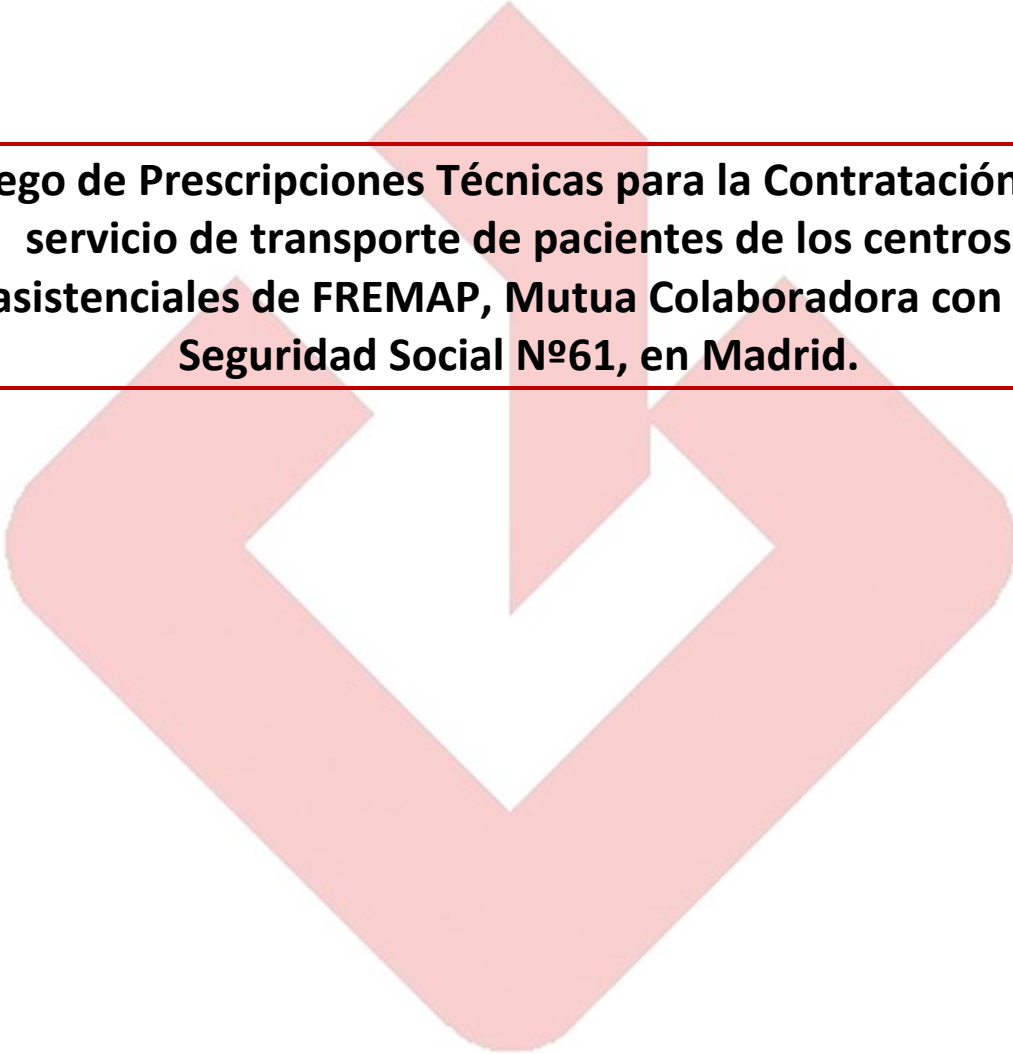 ego de Prescripciones Técnicas para la Contratación
servicio de transporte de pacientes de los centros
asistenciales de FREMAP, Mutua Colaboradora con
Seguridad Social Nº61, en Madrid.